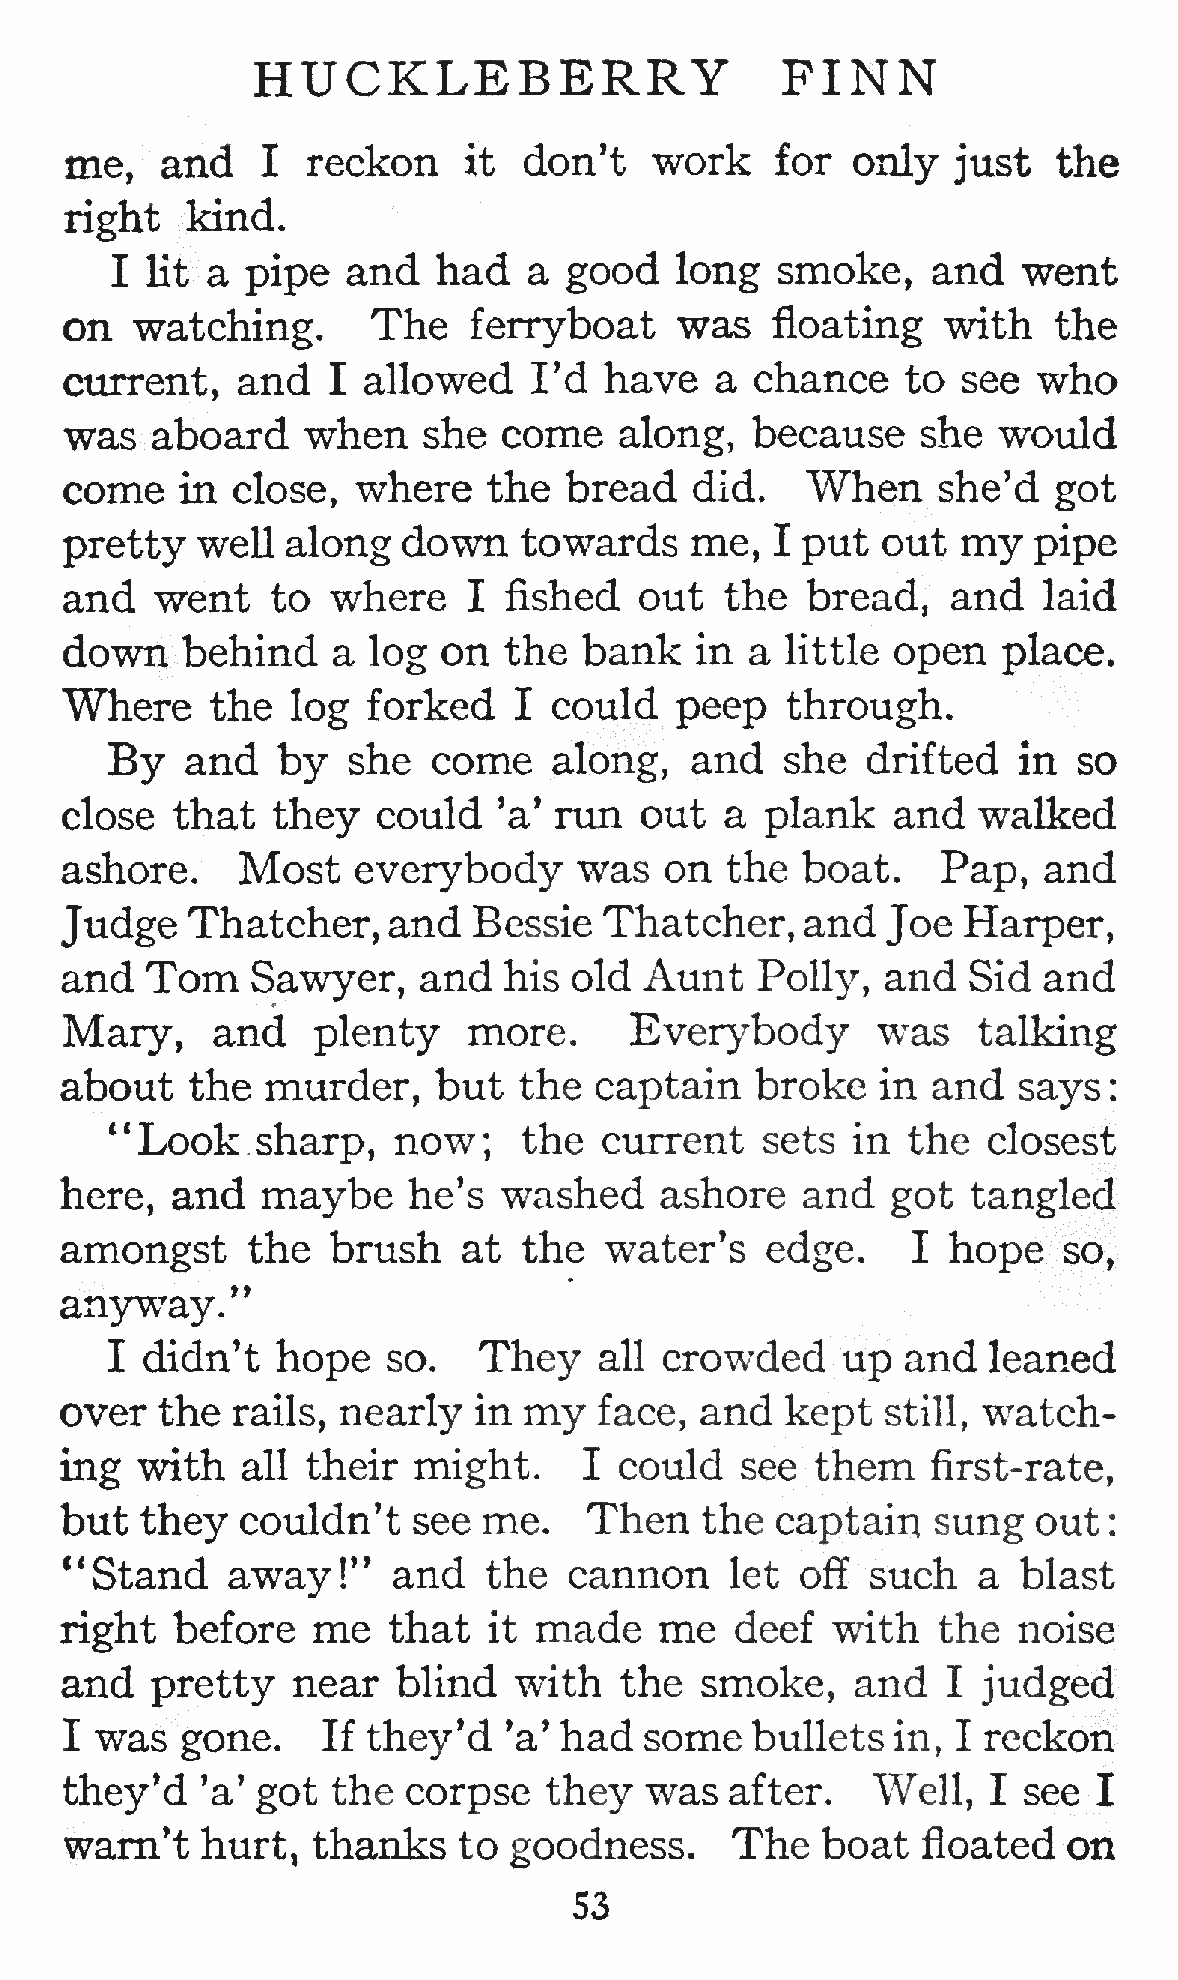 HUCKLEBERRY FINN
me, and I reckon it don't work for only just the
right kind.
I lit a pipe and had a good long smoke, and went
on watching. The ferryboat was floating with the
current, and I allowed I'd have a chance to see who
was aboard when she come along, because she would
come in close, where the bread did. When she'd got
pretty well along down towards me, I put out my pipe
and went to where I fished out the bread, and laid
down behind a log on the bank in a little open place.
Where the log forked I could peep through.
By and by she come along, and she drifted in so
close that they could 'a' run out a plank and walked
ashore. Most everybody was on the boat. Pap, and
Judge Thatcher, and Bessie Thatcher, and Joe Harper,
and Tom Sawyer, and his old Aunt Polly, and Sid and
Mary, and plenty more. Everybody was talking
about the murder, but the captain broke in and says:
"Look sharp, now; the current sets in the closest
here, and maybe he's washed ashore and got tangled
amongst the brush at the water's edge. I hope so,
anyway."
I didn't hope so. They all crowded up and leaned
over the rails, nearly in my face, and kept still, watch-
ing with all their might. I could see them first-rate,
but they couldn't see me. Then the captain sung out:
"Stand away!" and the cannon let off such a blast
right before me that it made me deef with the noise
and pretty near blind with the smoke, and I judged
I was gone. If they'd 'a' had some bullets in, I reckon
they'd 'a' got the corpse they was after. Well, I see I
warn't hurt, thanks to goodness. The boat floated on
53